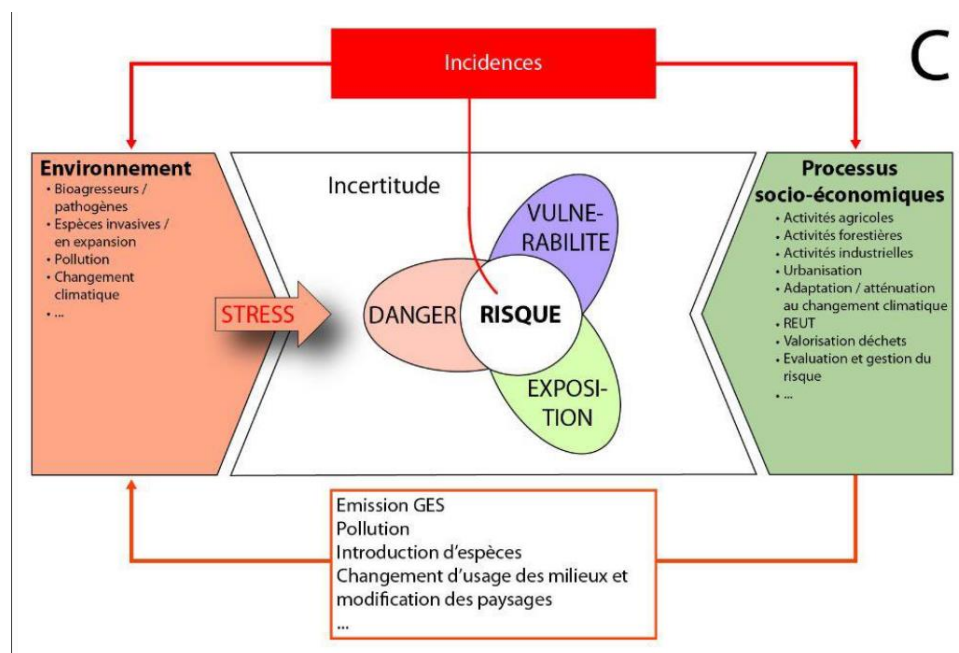 C
Incidences
Environnement
• Bioagresseurs /
pathogènes
• Espèces invasives /
en expansion
• Pollution
• Changement
climatique
• ...
STRESS
Incertitude
VULNE-
RABILITE
DANGER
RISQUE
EXPOSI-
TION
Processus
socio-économiques
• Activités agricoles
• Activités forestières
• Activités industrielles
• Urbanisation
• Adaptation / atténuation
au changement climatique
• REUT
• Valorisation déchets
• Evaluation et gestion du
risque
• ...
Emission GES
Pollution
Introduction d'espèces
Changement d'usage des milieux et
modification des paysages
...